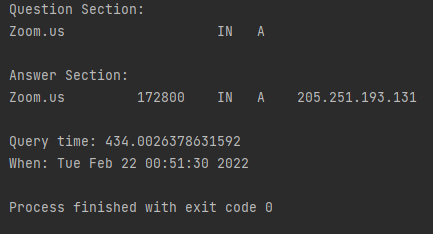 Question Section:
Zoom.us IN A
Answer Section:
Zoom.us 172800 IN A 205.251.193.131
Query time: 434.0026378631592
When: Tue Feb 22 00:51:30 2022
Process finished with exit code 0